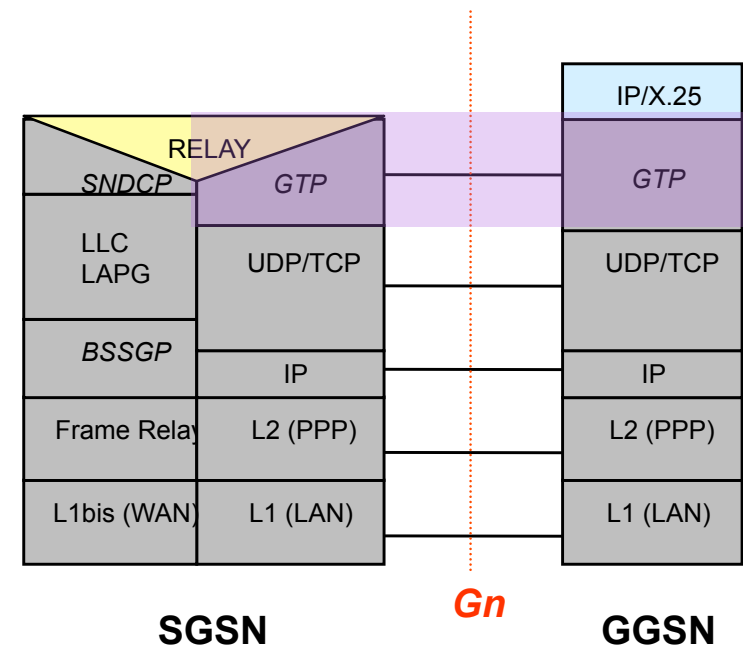 IP/X.25
RELAY
SNDCP
GTP
GTP
LLC
LAPG
UDP/TCP
UDP/TCP
BSSGP
IP
IP
Frame Relay
L2 (PPP)
L2 (PPP)
L1bis (WAN)
L1 (LAN)
L1 (LAN)
Gn
SGSN
GGSN